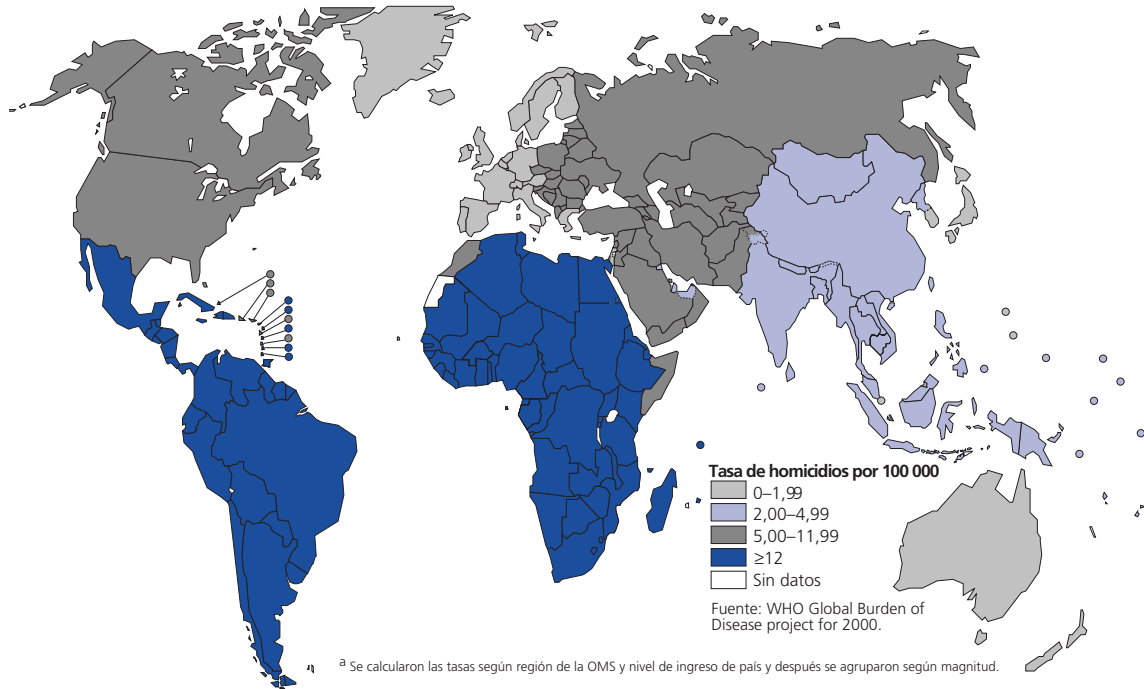 Tasa de homicidios por 100 000
0–1,99
2,00–4,99
5,00–11,99
≥12
Sin datos
Fuente: WHO Global Burden of
Disease project for 2000.
a Se calcularon las tasas según región de la OMS y nivel de ingreso de país y después se agruparon según magnitud.